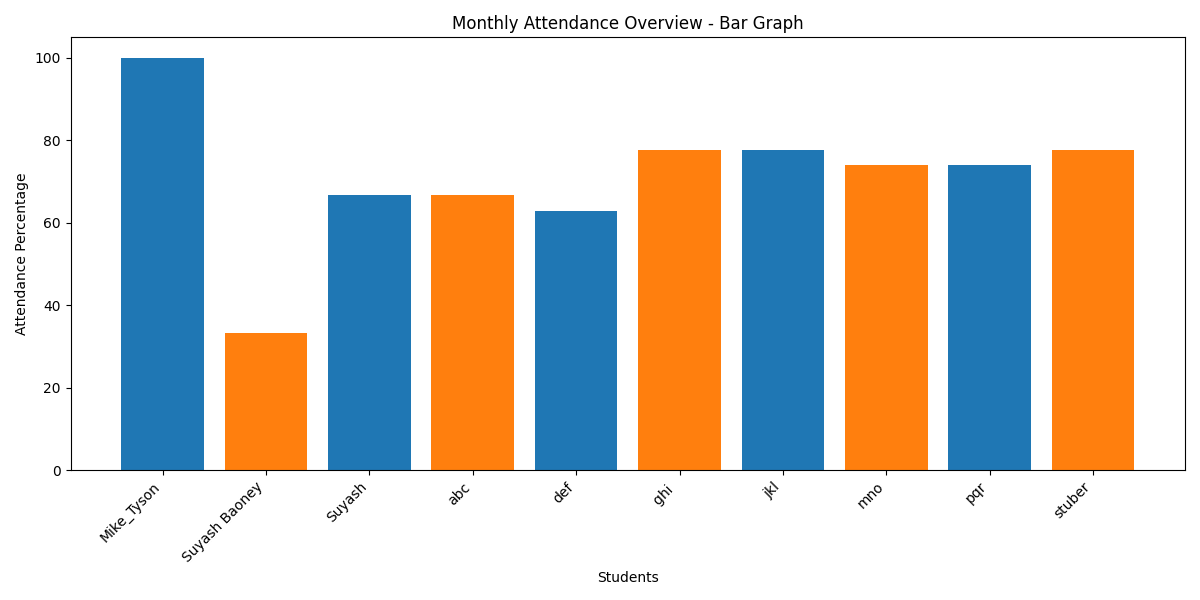 Monthly Attendance Overview - Bar Graph
Attendance Percentage
100
80
60
40
20
0
Mike_Tyson
Suyash Baoney
Suyash
abc
def
ghi
jkl
mno
pqr
stuber
Students